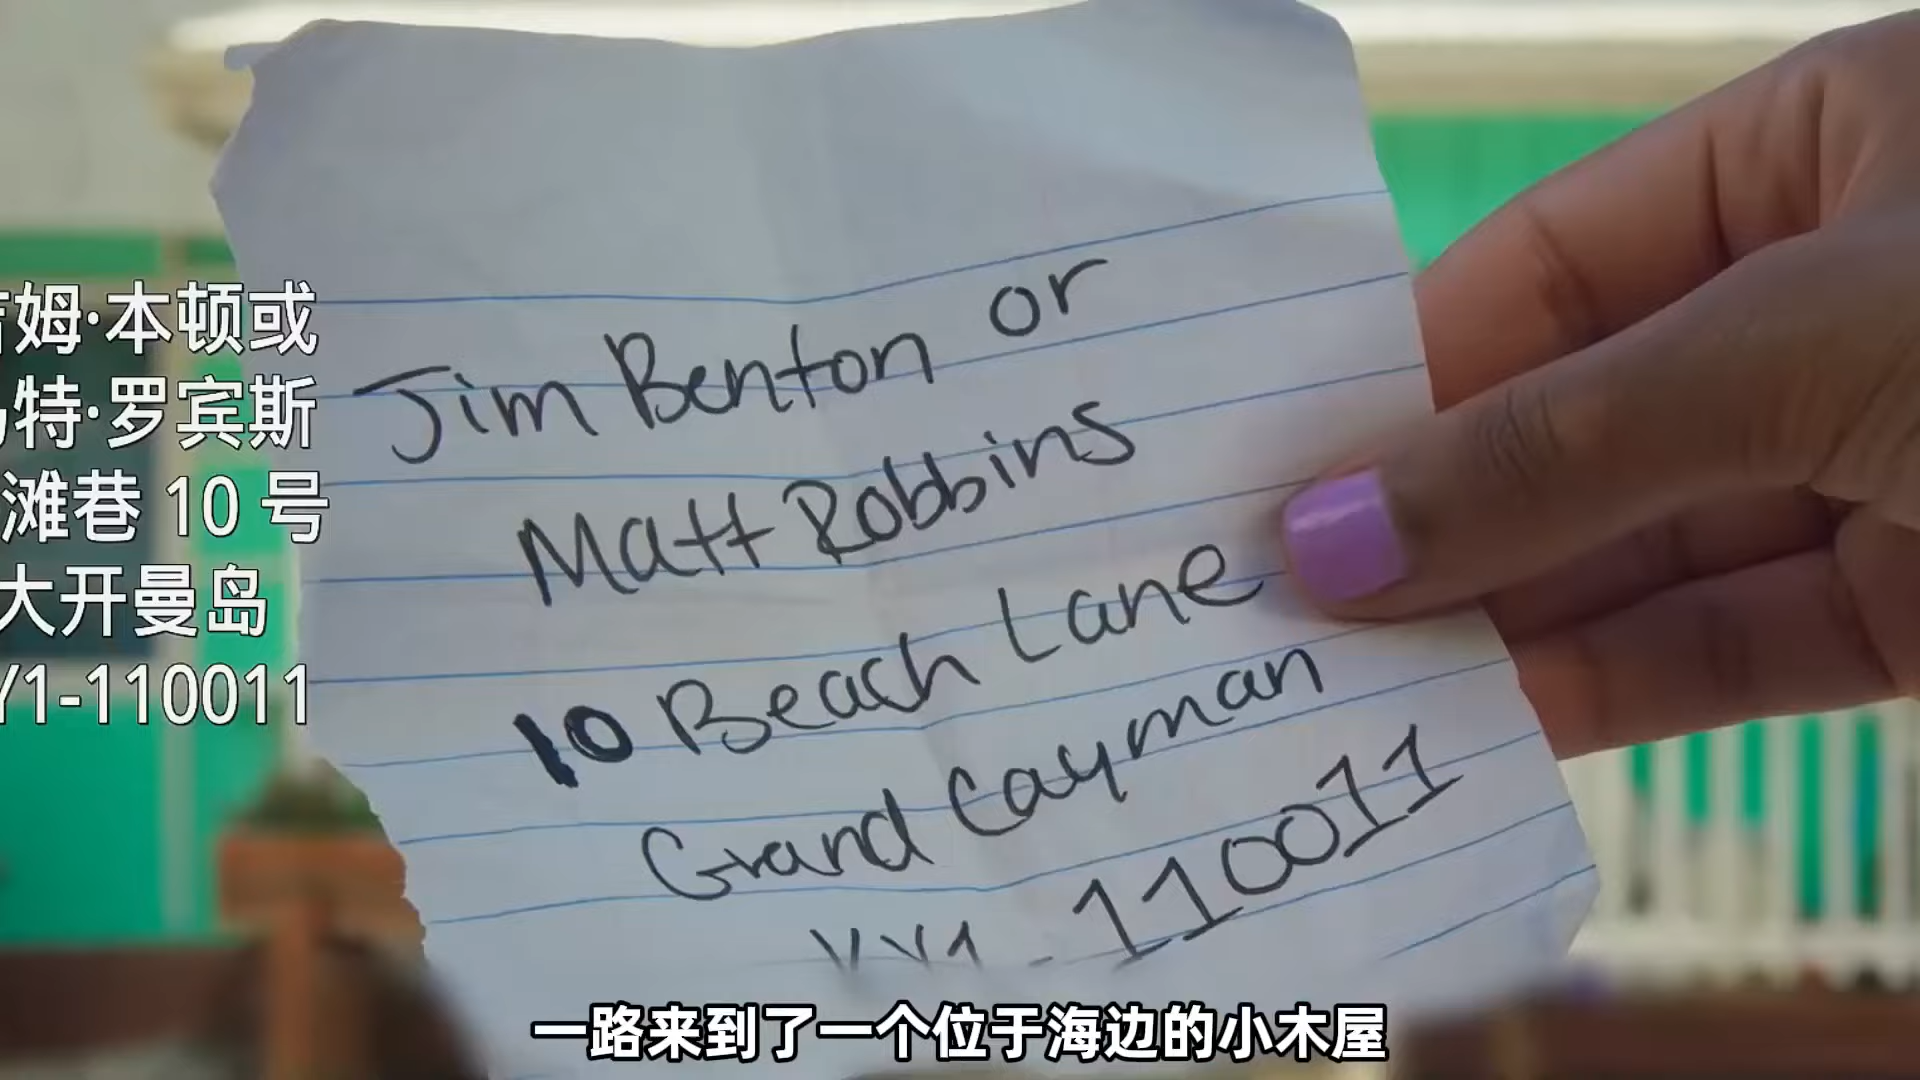 Jim Benton or
Matt Robbins
10 Beach Lane
Grand Cayman
KY1-110011
姆·本顿或
特·罗宾斯
滩巷 10 号
大开曼岛
Y1-110011
一路来到了一个位于海边的小木屋